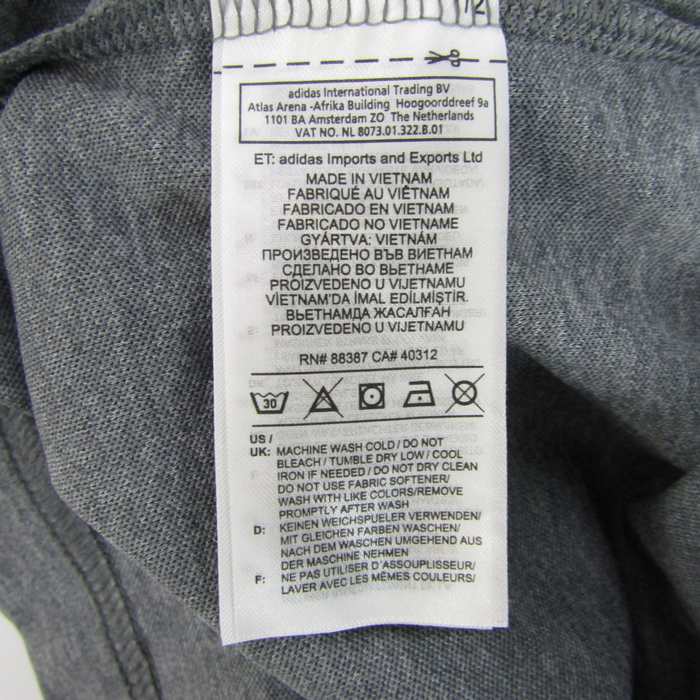 /2
adidas International Trading BV
Atlas Arena -Afrika Building Hoogoorddreef 9a
1101 BA Amsterdam ZO The Netherlands
VAT NO. NL 8073.01.322.B.01
ET: adidas Imports and Exports Ltd
MADE IN VIETNAM
FABRIQUÉ AU VIÊTNAM
FABRICADO EN VIETNAM
FABRICADO NO VIETNAME
GYÁRTVA: VIETNÁM
ПРОИЗВЕДЕНО ВЪВ ВИЕТНАМ
СДЕЛАНО ВО ВЬЕТНАМЕ
PROIZVEDENO U VIJETNAMU
VİETNAM'DA İMAL EDİLMİŞTİR.
ВЬЕТНАМДА ЖАСАЛҒАН
PROIZVEDENO U VIJETNAMU
RN# 88387 CA# 40312
30
US /
UK: MACHINE WASH COLD / DO NOT
BLEACH / TUMBLE DRY LOW / COOL
IRON IF NEEDED / DO NOT DRY CLEAN
DO NOT USE FABRIC SOFTENER/
WASH WITH LIKE COLORS/REMOVE
PROMPTLY AFTER WASH
D: KEINEN WEICHSPUELER VERWENDEN/
MIT GLEICHEN FARBEN WASCHEN/
NACH DEM WASCHEN UMGEHEND AUS
DER MASCHINE NEHMEN
F: NE PAS UTILISER D'ASSOUPLISSEUR/
LAVER AVEC LES MÊMES COULEURS/